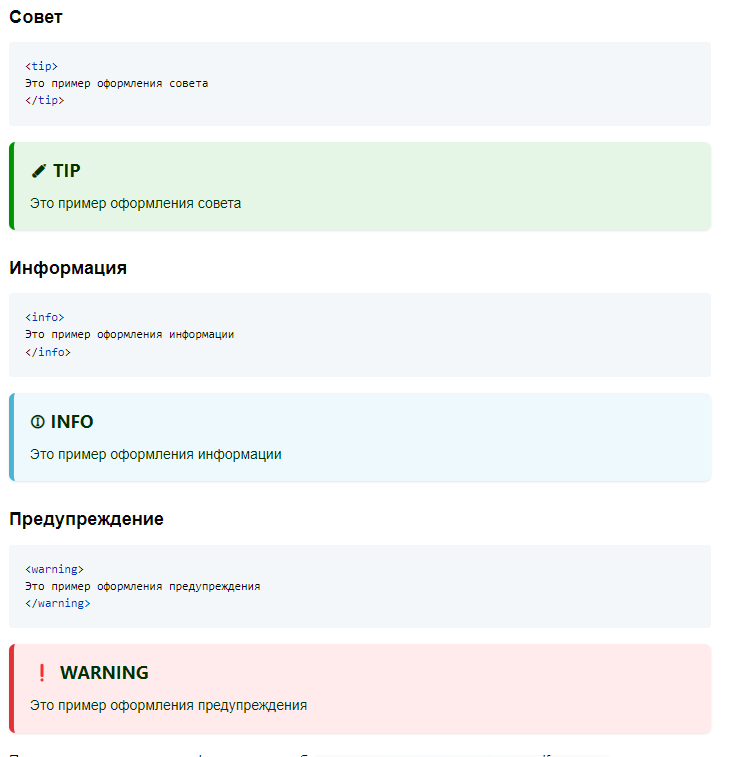 Совет
<tip>
Это пример оформления совета
</tip>
TIP
Это пример оформления совета
Информация
<info>
Это пример оформления информации
</info>
INFO
Это пример оформления информации
Предупреждение
<warning>
Это пример оформления предупреждения
</warning>
❗ WARNING
Это пример оформления предупреждения